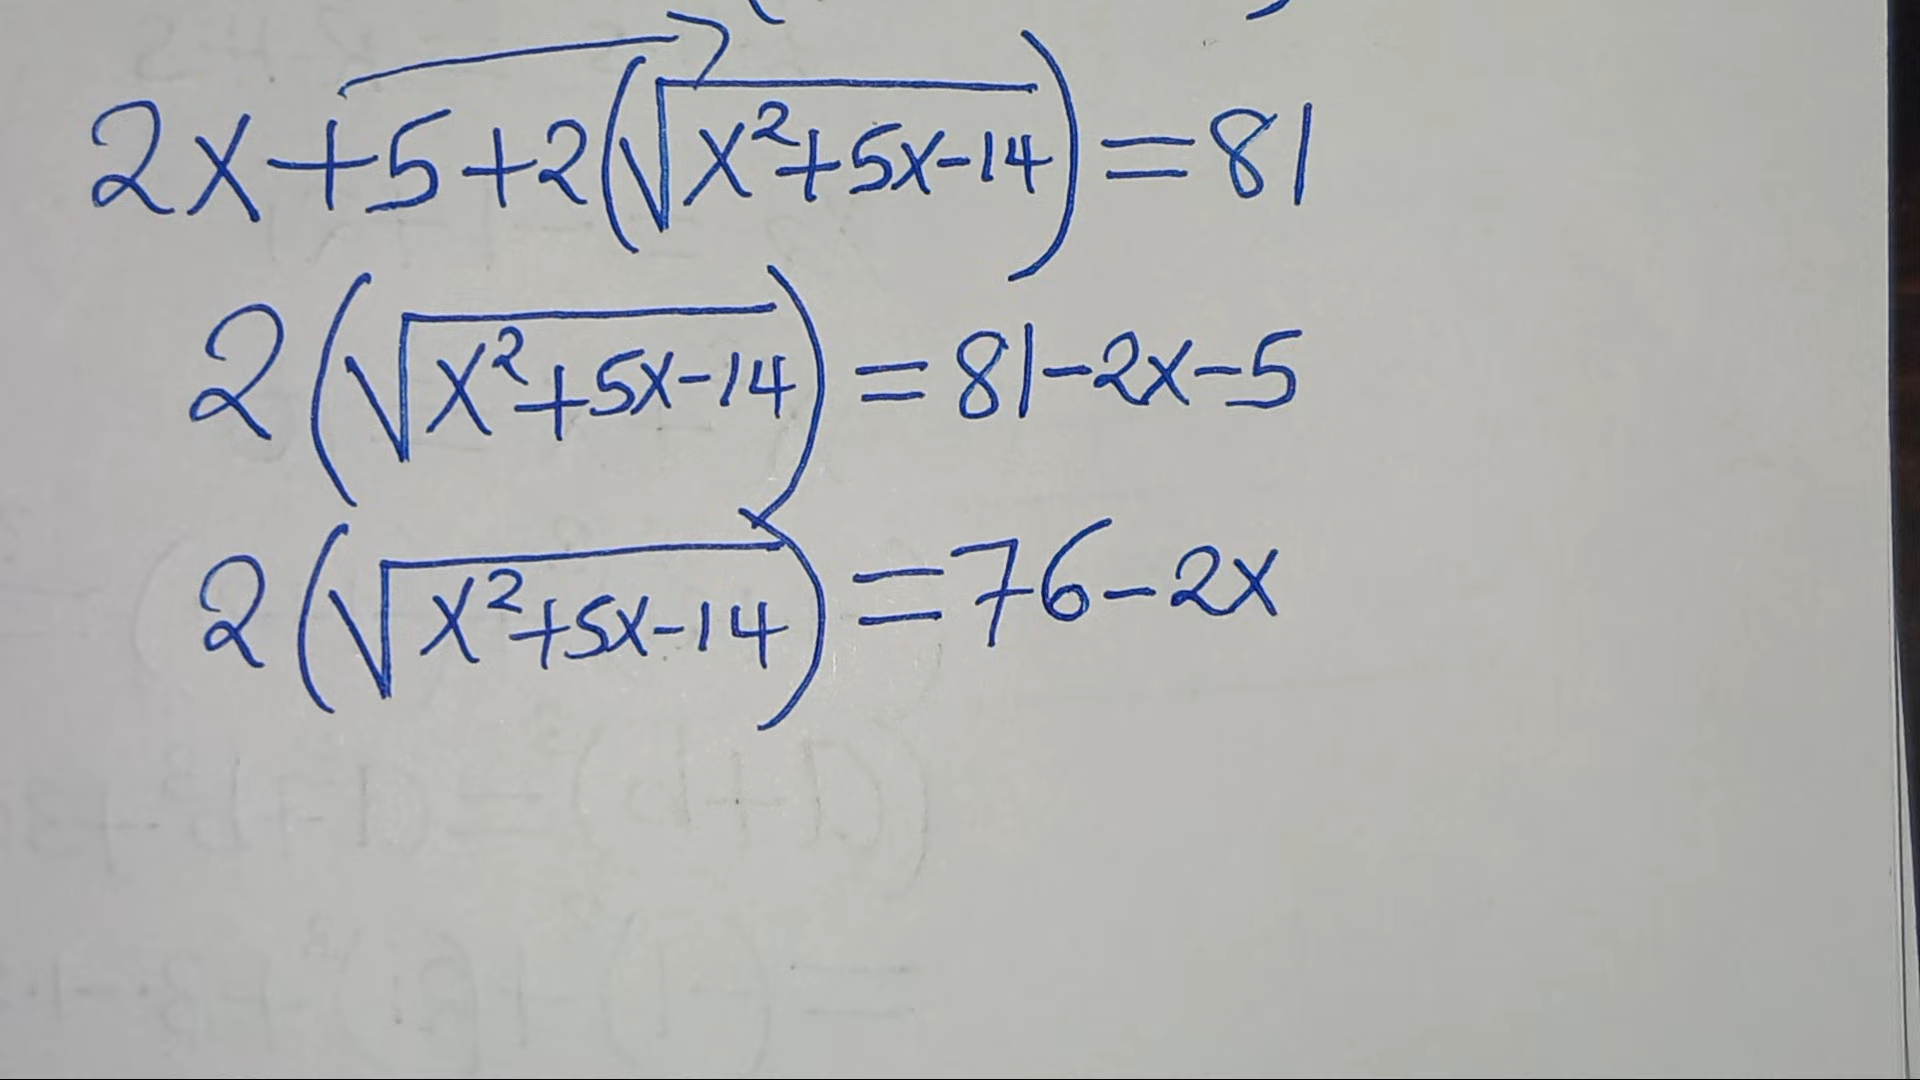 2x+5+2(√x²+5x-14)=81
2(√x²+5x-14)=81-2x-5
2(√x²+5x-14)=76-2x